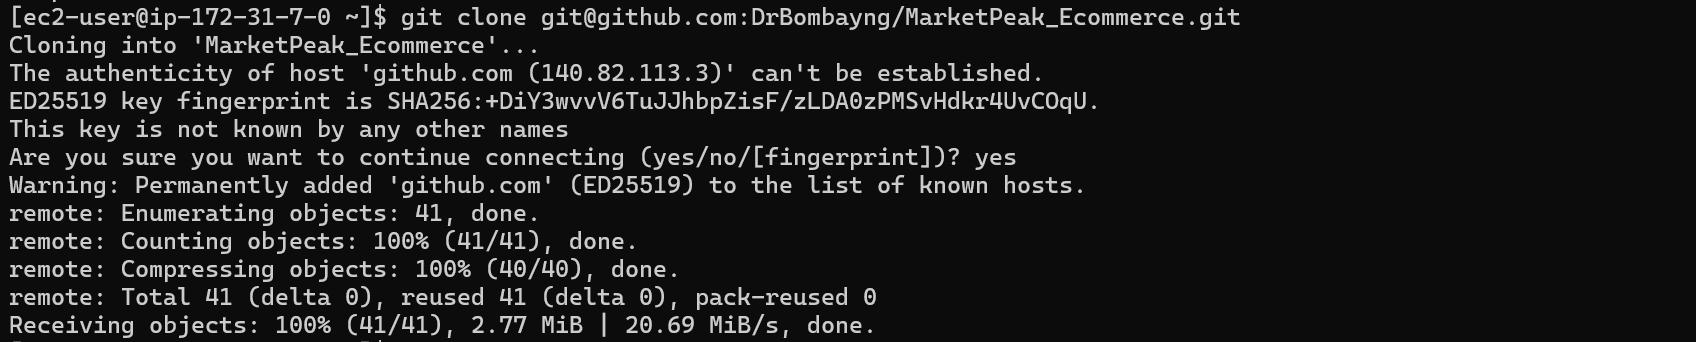 [ec2-user@ip-172-31-7-0 ~]$ git clone git@github.com:DrBombayng/MarketPeak_Ecommerce.git
Cloning into 'MarketPeak_Ecommerce'...
The authenticity of host 'github.com (140.82.113.3)' can't be established.
ED25519 key fingerprint is SHA256:+DiY3wvvV6TuJJhbpZisF/zLDA0zPMSvHdkr4UvCOqU.
This key is not known by any other names
Are you sure you want to continue connecting (yes/no/[fingerprint])? yes
Warning: Permanently added 'github.com' (ED25519) to the list of known hosts.
remote: Enumerating objects: 41, done.
remote: Counting objects: 100% (41/41), done.
remote: Compressing objects: 100% (40/40), done.
remote: Total 41 (delta 0), reused 41 (delta 0), pack-reused 0
Receiving objects: 100% (41/41), 2.77 MiB | 20.69 MiB/s, done.